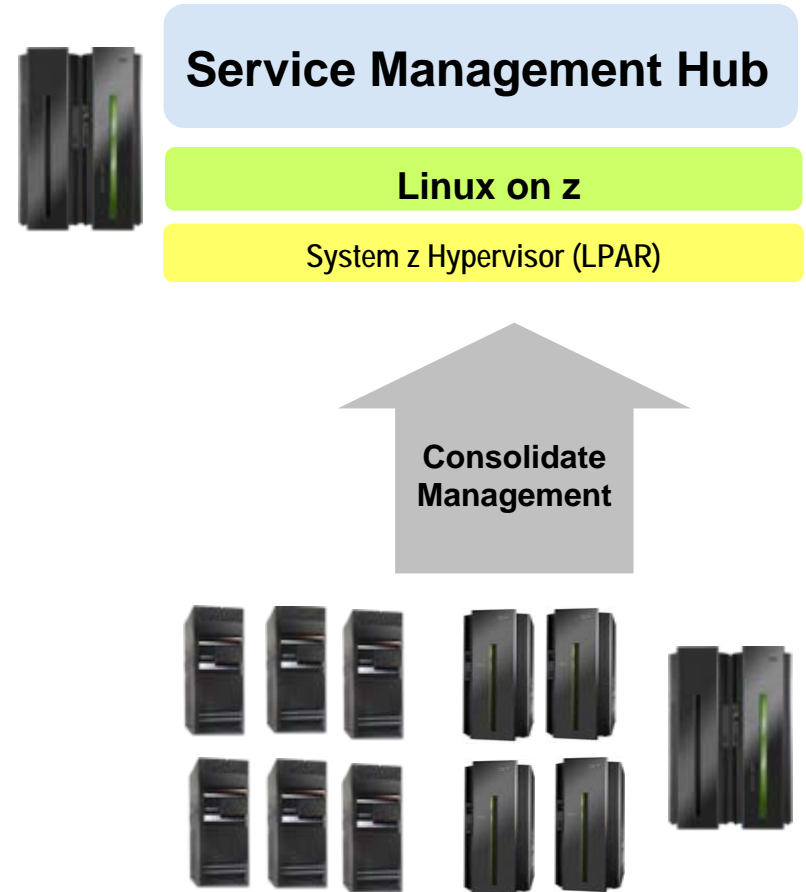 Service Management Hub
Linux on z
System z Hypervisor (LPAR)
Consolidate
Management